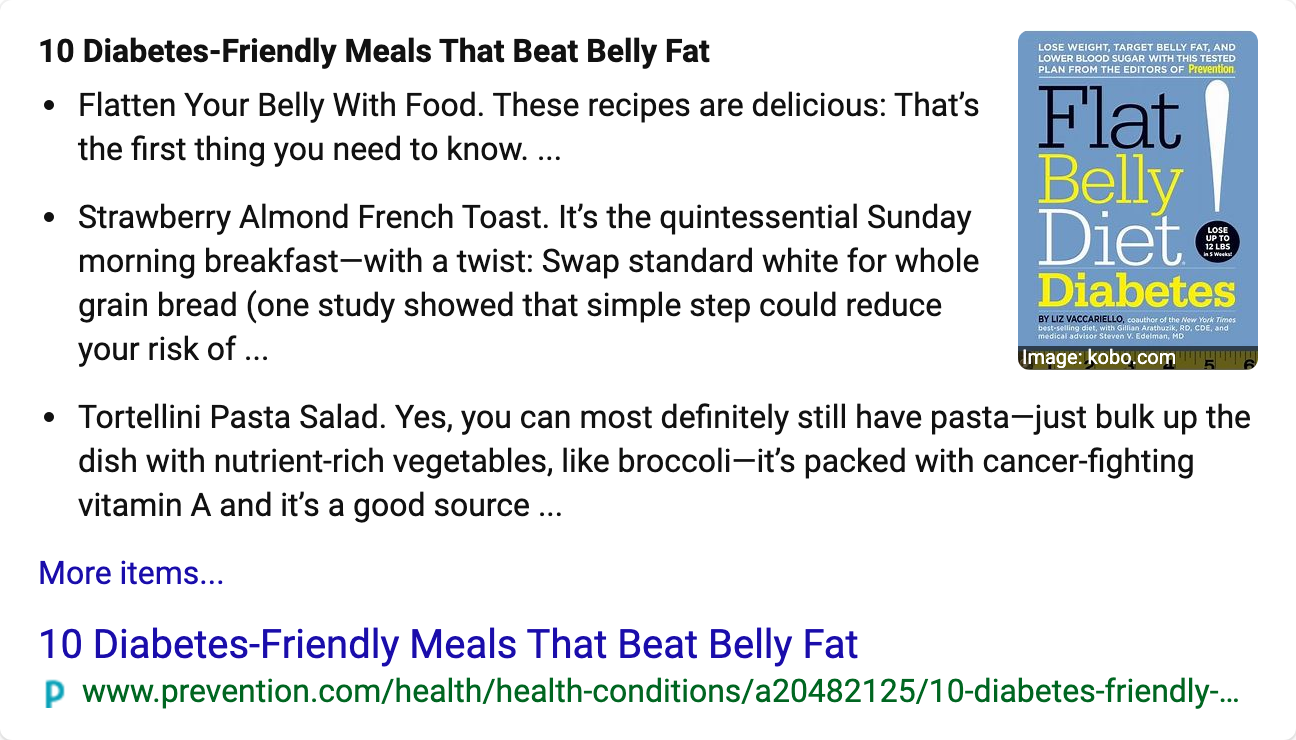 10 Diabetes-Friendly Meals That Beat Belly Fat
• Flatten Your Belly With Food. These recipes are delicious: That’s
the first thing you need to know. ...
• Strawberry Almond French Toast. It’s the quintessential Sunday
morning breakfast—with a twist: Swap standard white for whole
grain bread (one study showed that simple step could reduce
your risk of ...
• Tortellini Pasta Salad. Yes, you can most definitely still have pasta—just bulk up the
dish with nutrient-rich vegetables, like broccoli—it’s packed with cancer-fighting
vitamin A and it’s a good source ...
More items...
10 Diabetes-Friendly Meals That Beat Belly Fat
www.prevention.com/health/health-conditions/a20482125/10-diabetes-friendly-...
LOSE WEIGHT, TARGET BELLY FAT, AND
LOWER BLOOD SUGAR WITH THIS TESTED
PLAN FROM THE EDITORS OF Prevention.
Flat
Belly
Diet
!
Diabetes
LOSE
UP TO
12 LBS
in 5 Weeks!
BY LIZ VACCARIELLO, coauthor of the New York Times
best-selling diet, with Gillian Arathuzik, RD, CDE, and
medical advisor Steven V. Edelman, MD
Image: kobo.com
5 6